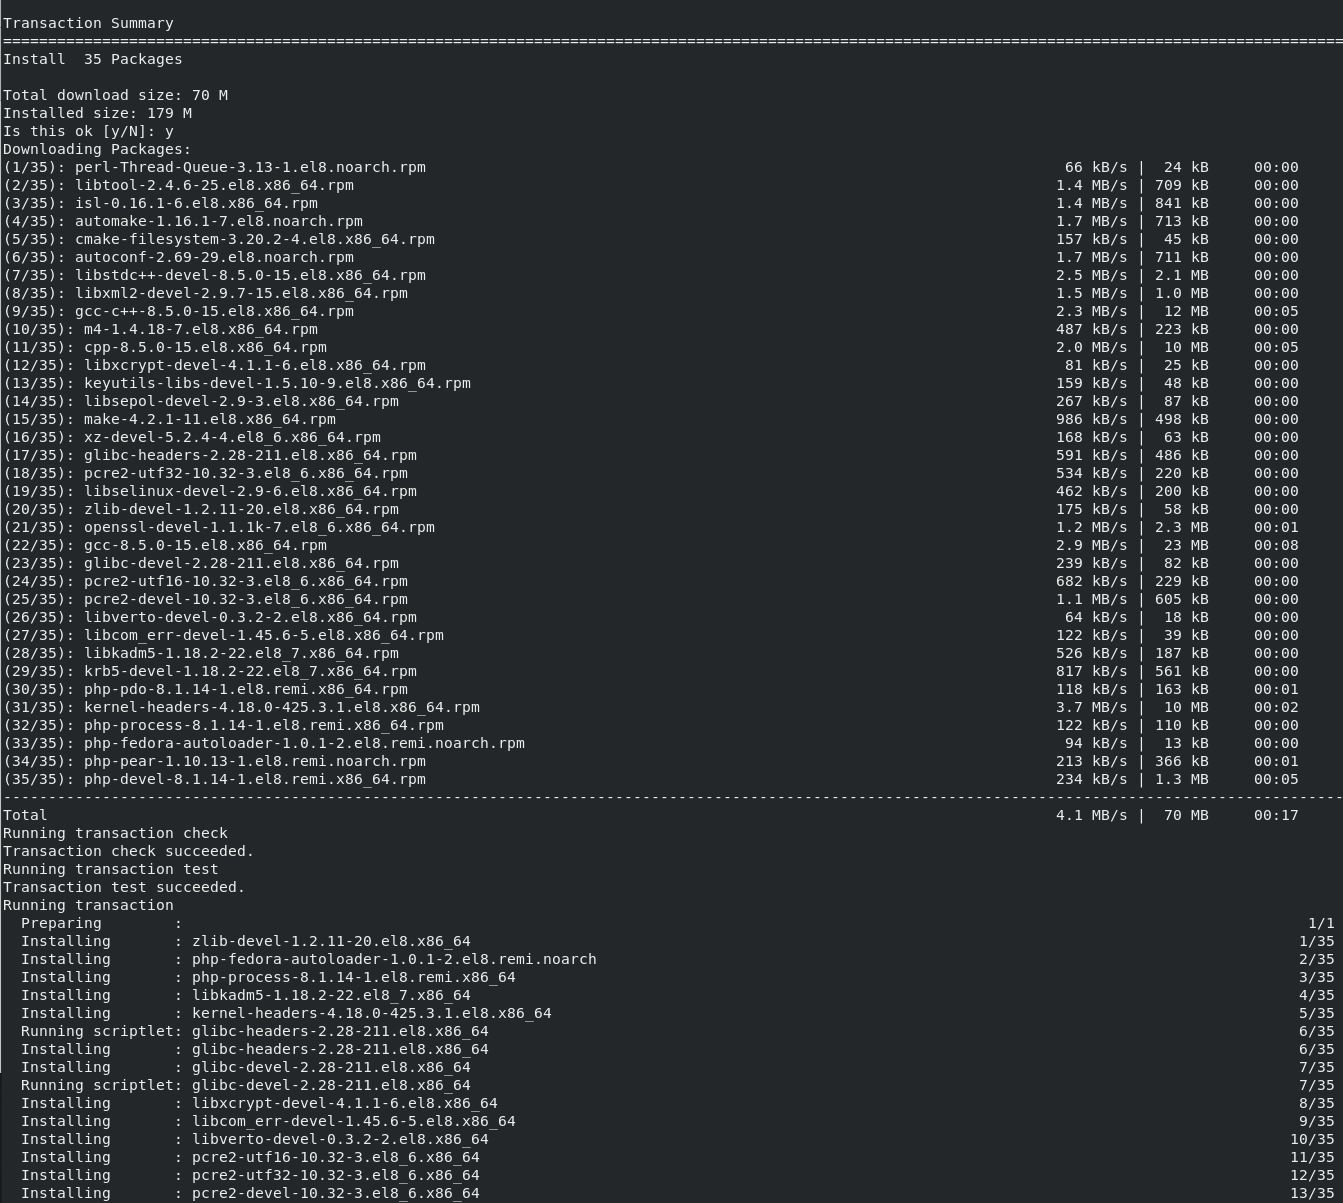 Transaction Summary
================================================================================
Install  35 Packages
Total download size: 70 M
Installed size: 179 M
Is this ok [y/N]: y
Downloading Packages:
(1/35): perl-Thread-Queue-3.13-1.el8.noarch.rpm 66 kB/s | 24 kB 00:00
(2/35): libtool-2.4.6-25.el8.x86_64.rpm 1.4 MB/s | 709 kB 00:00
(3/35): isl-0.16.1-6.el8.x86_64.rpm 1.4 MB/s | 841 kB 00:00
(4/35): automake-1.16.1-7.el8.noarch.rpm 1.7 MB/s | 713 kB 00:00
(5/35): cmake-filesystem-3.20.2-4.el8.x86_64.rpm 157 kB/s | 45 kB 00:00
(6/35): autoconf-2.69-29.el8.noarch.rpm 1.7 MB/s | 711 kB 00:00
(7/35): libstdc++-devel-8.5.0-15.el8.x86_64.rpm 2.5 MB/s | 2.1 MB 00:00
(8/35): libxml2-devel-2.9.7-15.el8.x86_64.rpm 1.5 MB/s | 1.0 MB 00:00
(9/35): gcc-c++-8.5.0-15.el8.x86_64.rpm 2.3 MB/s | 12 MB 00:05
(10/35): m4-1.4.18-7.el8.x86_64.rpm 487 kB/s | 223 kB 00:00
(11/35): cpp-8.5.0-15.el8.x86_64.rpm 2.0 MB/s | 10 MB 00:05
(12/35): libxcrypt-devel-4.1.1-6.el8.x86_64.rpm 81 kB/s | 25 kB 00:00
(13/35): keyutils-libs-devel-1.5.10-9.el8.x86_64.rpm 159 kB/s | 48 kB 00:00
(14/35): libsepol-devel-2.9-3.el8.x86_64.rpm 267 kB/s | 87 kB 00:00
(15/35): make-4.2.1-11.el8.x86_64.rpm 986 kB/s | 498 kB 00:00
(16/35): xz-devel-5.2.4-4.el8_6.x86_64.rpm 168 kB/s | 63 kB 00:00
(17/35): glibc-headers-2.28-211.el8.x86_64.rpm 591 kB/s | 486 kB 00:00
(18/35): pcre2-utf32-10.32-3.el8_6.x86_64.rpm 534 kB/s | 220 kB 00:00
(19/35): libselinux-devel-2.9-6.el8.x86_64.rpm 462 kB/s | 200 kB 00:00
(20/35): zlib-devel-1.2.11-20.el8.x86_64.rpm 175 kB/s | 58 kB 00:00
(21/35): openssl-devel-1.1.1k-7.el8_6.x86_64.rpm 1.2 MB/s | 2.3 MB 00:01
(22/35): gcc-8.5.0-15.el8.x86_64.rpm 2.9 MB/s | 23 MB 00:08
(23/35): glibc-devel-2.28-211.el8.x86_64.rpm 239 kB/s | 82 kB 00:00
(24/35): pcre2-utf16-10.32-3.el8_6.x86_64.rpm 682 kB/s | 229 kB 00:00
(25/35): pcre2-devel-10.32-3.el8_6.x86_64.rpm 1.1 MB/s | 605 kB 00:00
(26/35): libverto-devel-0.3.2-2.el8.x86_64.rpm 64 kB/s | 18 kB 00:00
(27/35): libcom_err-devel-1.45.6-5.el8.x86_64.rpm 122 kB/s | 39 kB 00:00
(28/35): libkadm5-1.18.2-22.el8_7.x86_64.rpm 526 kB/s | 187 kB 00:00
(29/35): krb5-devel-1.18.2-22.el8_7.x86_64.rpm 817 kB/s | 561 kB 00:00
(30/35): php-pdo-8.1.14-1.el8.remi.x86_64.rpm 118 kB/s | 163 kB 00:01
(31/35): kernel-headers-4.18.0-425.3.1.el8.x86_64.rpm 3.7 MB/s | 10 MB 00:02
(32/35): php-process-8.1.14-1.el8.remi.x86_64.rpm 122 kB/s | 110 kB 00:00
(33/35): php-fedora-autoloader-1.0.1-2.el8.remi.noarch.rpm 94 kB/s | 13 kB 00:00
(34/35): php-pear-1.10.13-1.el8.remi.noarch.rpm 213 kB/s | 366 kB 00:01
(35/35): php-devel-8.1.14-1.el8.remi.x86_64.rpm 234 kB/s | 1.3 MB 00:05
--------------------------------------------------------------------------------
Total 4.1 MB/s | 70 MB 00:17
Running transaction check
Transaction check succeeded.
Running transaction test
Transaction test succeeded.
Running transaction
Preparing : 1/1
Installing : zlib-devel-1.2.11-20.el8.x86_64 1/35
Installing : php-fedora-autoloader-1.0.1-2.el8.remi.noarch 2/35
Installing : php-process-8.1.14-1.el8.remi.x86_64 3/35
Installing : libkadm5-1.18.2-22.el8_7.x86_64 4/35
Installing : kernel-headers-4.18.0-425.3.1.el8.x86_64 5/35
Running scriptlet: glibc-headers-2.28-211.el8.x86_64 6/35
Installing : glibc-headers-2.28-211.el8.x86_64 6/35
Installing : glibc-devel-2.28-211.el8.x86_64 7/35
Running scriptlet: glibc-devel-2.28-211.el8.x86_64 7/35
Installing : libxcrypt-devel-4.1.1-6.el8.x86_64 8/35
Installing : libcom_err-devel-1.45.6-5.el8.x86_64 9/35
Installing : libverto-devel-0.3.2-2.el8.x86_64 10/35
Installing : pcre2-utf16-10.32-3.el8_6.x86_64 11/35
Installing : pcre2-utf32-10.32-3.el8_6.x86_64 12/35
Installing : pcre2-devel-10.32-3.el8_6.x86_64 13/35